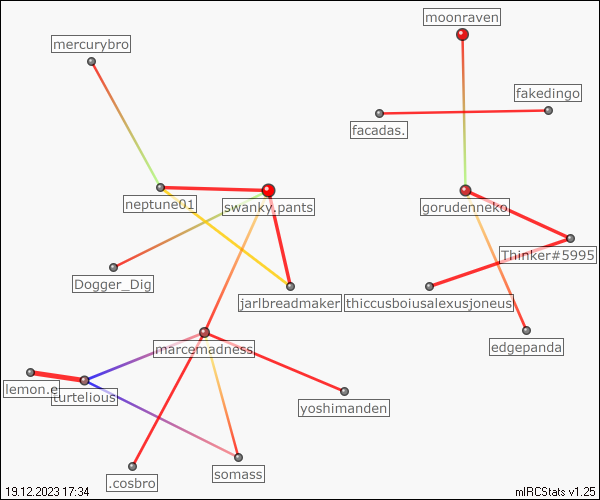 moonraven
mercurybro
fakedingo
facadas.
neptune01
swanky.pants
gorudenneko
Thinker#5995
Dogger_Dig
jarlbreadmaker
thiccusboiusalexusjoneus
marcemadness
edgepanda
lemon.e
turtelious
yoshimanden
somass
.cosbro
19.12.2023 17:34
mIRCStats v1.25